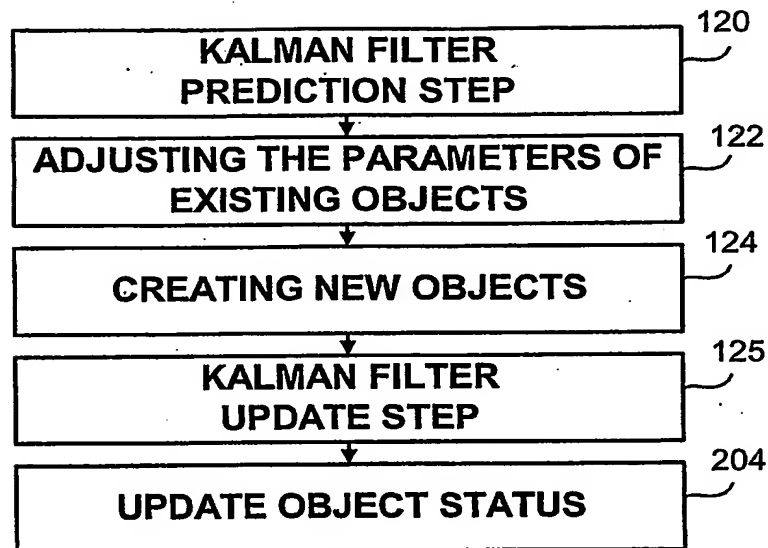 120
KALMAN FILTER
PREDICTION STEP
122
ADJUSTING THE PARAMETERS OF
EXISTING OBJECTS
124
CREATING NEW OBJECTS
125
KALMAN FILTER
UPDATE STEP
204
UPDATE OBJECT STATUS